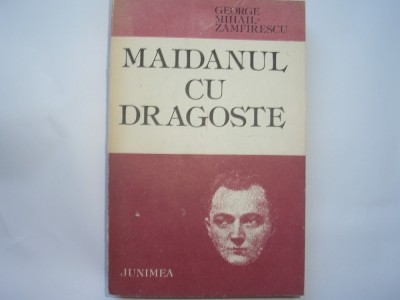 GEORGE
MIHAIL-
ZAMFIRESCU
MAIDANUL
CU
DRAGOSTE
JUNIMEA